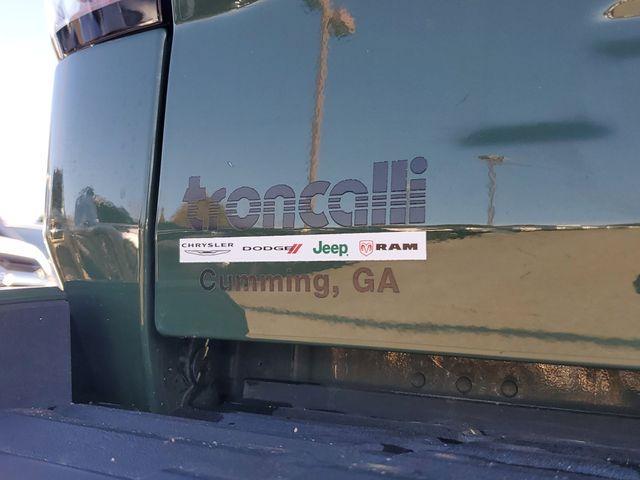 troncalli
CHRYSLER DODGE Jeep RAM
Cumming, GA